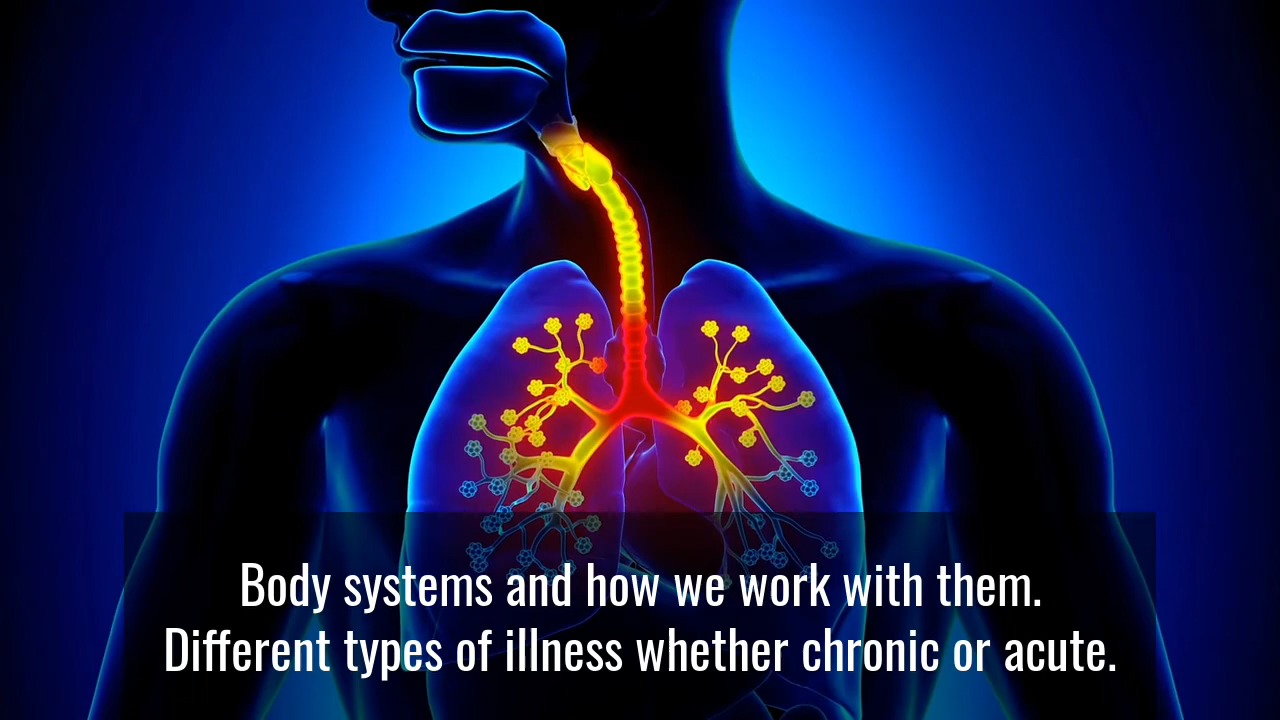 Body systems and how we work with them.
Different types of illness whether chronic or acute.